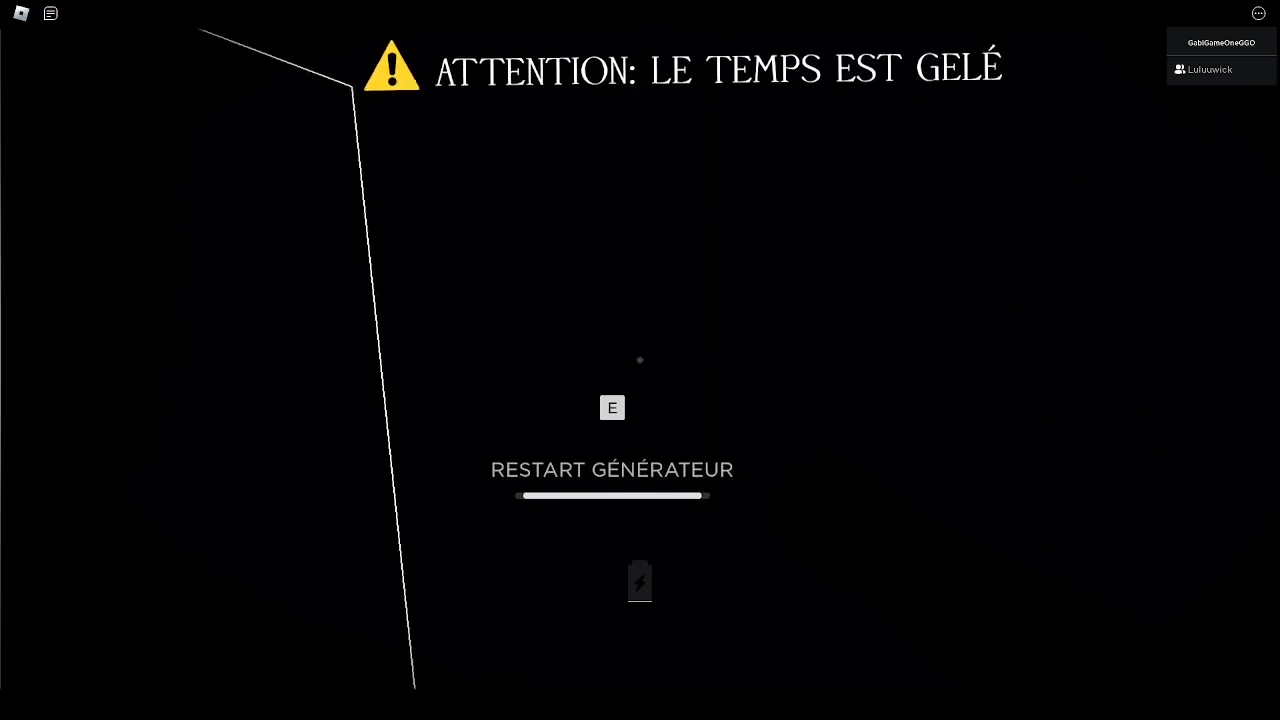 ATTENTION: LE TEMPS EST GELÉ
GabiGameOneGGO
Luluuwick
E
RESTART GÉNÉRATEUR